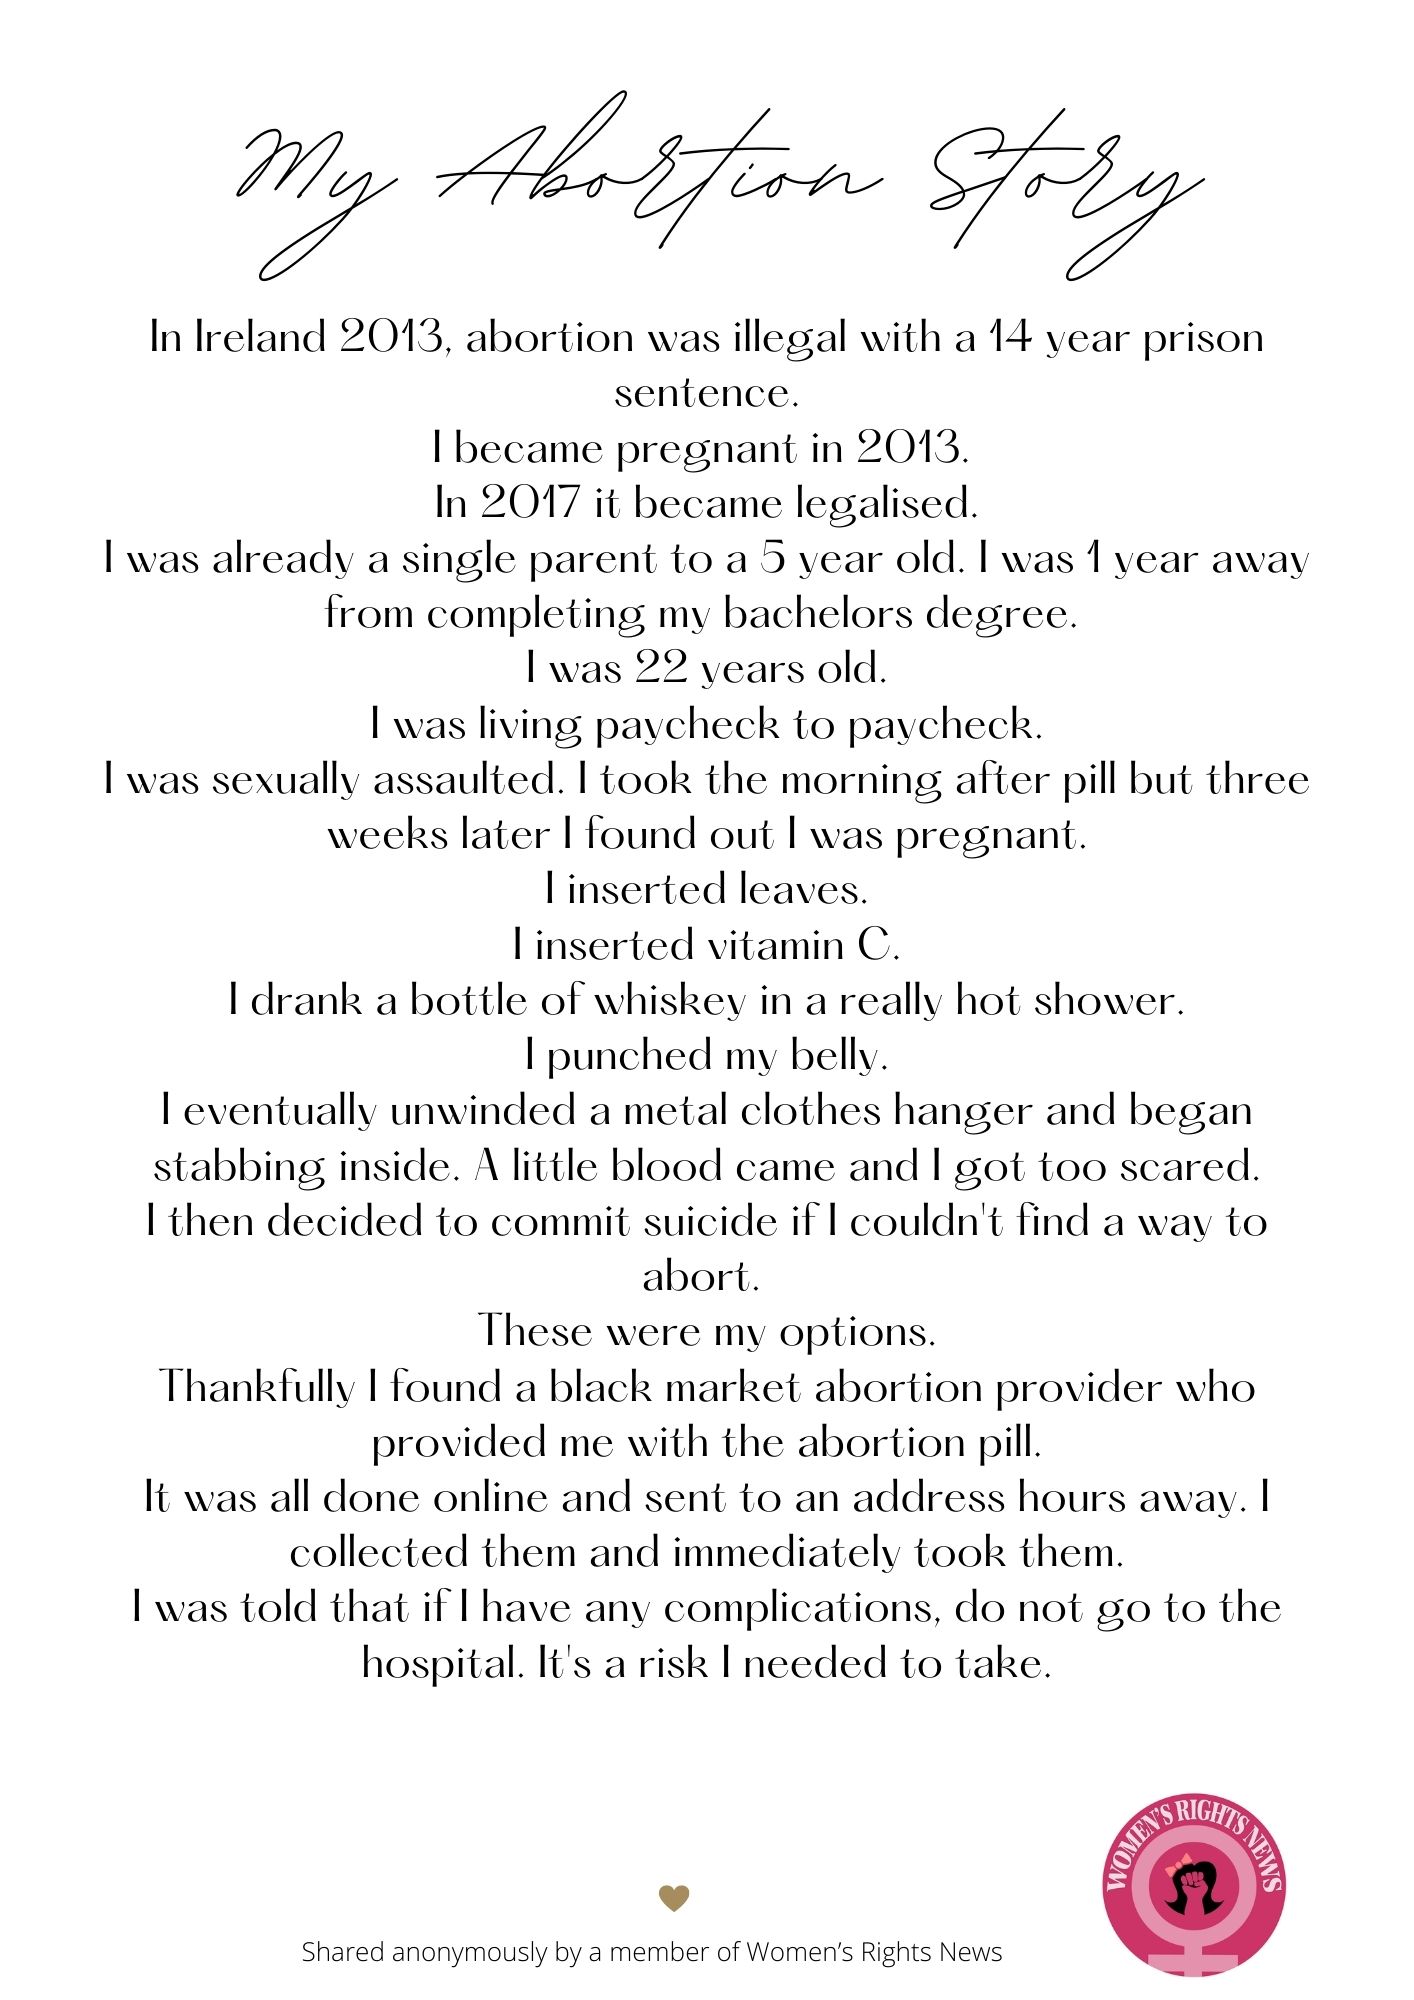 My Abortion Story
In Ireland 2013, abortion was illegal with a 14 year prison
sentence.
I became pregnant in 2013.
In 2017 it became legalised.
I was already a single parent to a 5 year old. I was 1 year away
from completing my bachelors degree.
I was 22 years old.
I was living paycheck to paycheck.
I was sexually assaulted. I took the morning after pill but three
weeks later I found out I was pregnant.
I inserted leaves.
I inserted vitamin C.
I drank a bottle of whiskey in a really hot shower.
I punched my belly.
I eventually unwinded a metal clothes hanger and began
stabbing inside. A little blood came and I got too scared.
I then decided to commit suicide if I couldn't find a way to
abort.
These were my options.
Thankfully I found a black market abortion provider who
provided me with the abortion pill.
It was all done online and sent to an address hours away. I
collected them and immediately took them.
I was told that if I have any complications, do not go to the
hospital. It's a risk I needed to take.
WOMEN'S RIGHTS NEWS
Shared anonymously by a member of Women’s Rights News